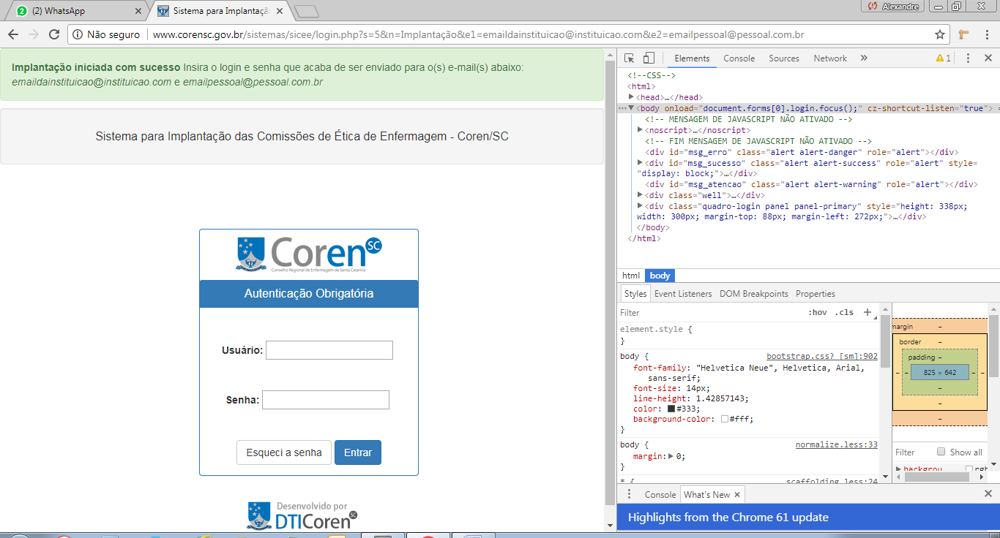 (2) WhatsApp
Sistema para Implantaçã
Alexandre
Não seguro
www.corensc.gov.br/sistemas/sicee/login.php?s=5&n=Implantação&e1=emaildainstituicao@instituicao.com&e2=emailpessoal@pessoal.com.br
Implantação iniciada com sucesso Insira o login e senha que acaba de ser enviado para o(s) e-mail(s) abaixo:
emaildainstituicao@instituicao.com e emailpessoal@pessoal.com.br
Sistema para Implantação das Comissões de Ética de Enfermagem - Coren/SC
Coren SC
Conselho Regional de Enfermagem de Santa Catarina
Autenticação Obrigatória
Usuário:
Senha:
Esqueci a senha Entrar
Desenvolvido por
DTICoren SC
Elements Console Sources Network » 1
<!--CSS-->
<html>
<head>…</head>
<body onload="document.forms[0].login.focus();" cz-shortcut-listen="true"> =
<!-- MENSAGEM DE JAVASCRIPT NÃO ATIVADO -->
<noscript>…</noscript>
<!-- FIM MENSAGEM DE JAVASCRIPT NÃO ATIVADO -->
<div id="msg_erro" class="alert alert-danger" role="alert"></div>
<div id="msg_sucesso" class="alert alert-success" role="alert" style=
"display: block;">…</div>
<div id="msg_atencao" class="alert alert-warning" role="alert"></div>
<div class="well">…</div>
<div class="quadro-login panel panel-primary" style="height: 338px;
width: 300px; margin-top: 88px; margin-left: 272px;">…</div>
</body>
</html>
html body
Styles Event Listeners DOM Breakpoints Properties
Filter :hov .cls +
element.style {
}
body { bootstrap.css? [sm]:902
font-family: "Helvetica Neue", Helvetica, Arial,
sans-serif;
font-size: 14px;
line-height: 1.42857143;
color: #333;
background-color: #fff;
}
body { normalize.less:33
margin: 0;
}
* { scaffolding.less:24
margin –
border –
padding –
– – 825 × 642 – –
–
–
–
Filter Show all
backgrou rgb
Console What's New
Highlights from the Chrome 61 update